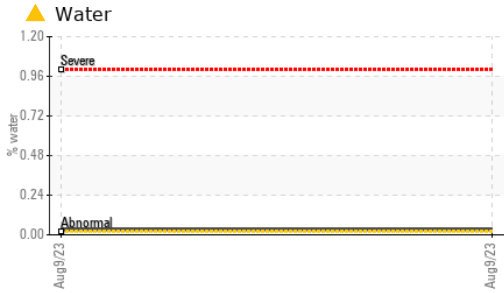 Water
1.20
Severe
0.96
0.72
% water
0.48
0.24
Abnormal
0.00
Aug9/23
Aug9/23